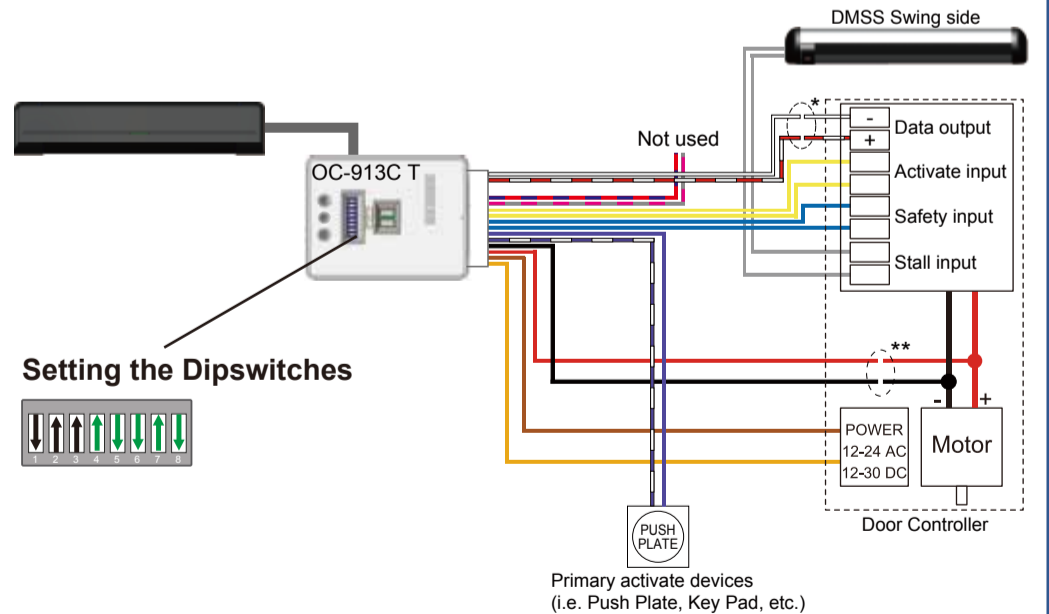 DMSS Swing side
*
- Data output
+
Not used
OC-913C T
Activate input
Safety input
Stall input
Setting the Dipswitches
**
- +
1 2 3 4 5 6 7 8
POWER
12-24 AC
12-30 DC
Motor
Door Controller
PUSH
PLATE
Primary activate devices
(i.e. Push Plate, Key Pad, etc.)